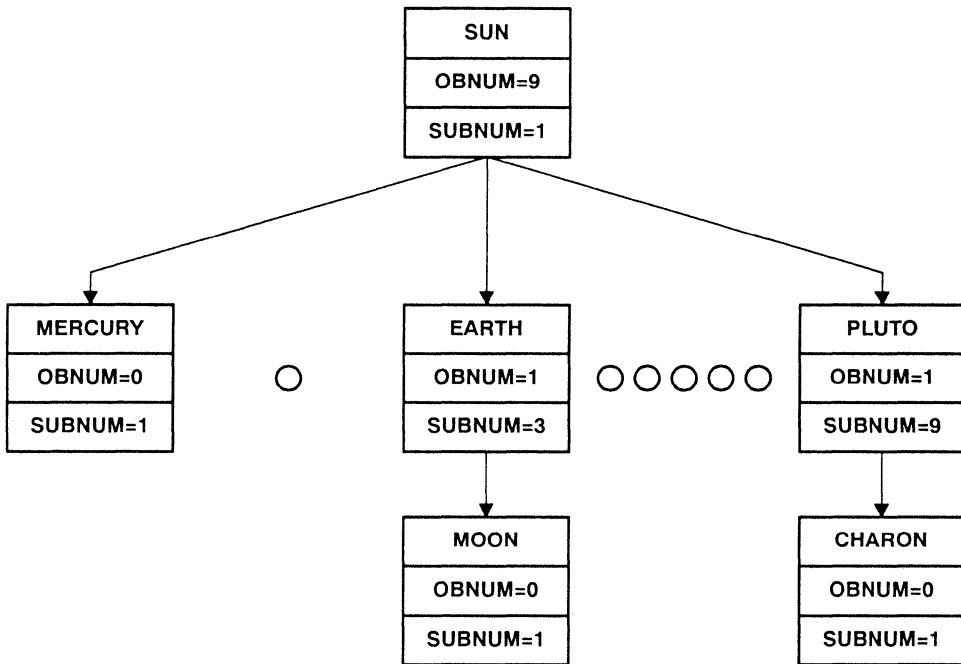 SUN
OBNUM=9
SUBNUM=1
MERCURY
OBNUM=0
SUBNUM=1
EARTH
OBNUM=1
SUBNUM=3
PLUTO
OBNUM=1
SUBNUM=9
MOON
OBNUM=0
SUBNUM=1
CHARON
OBNUM=0
SUBNUM=1